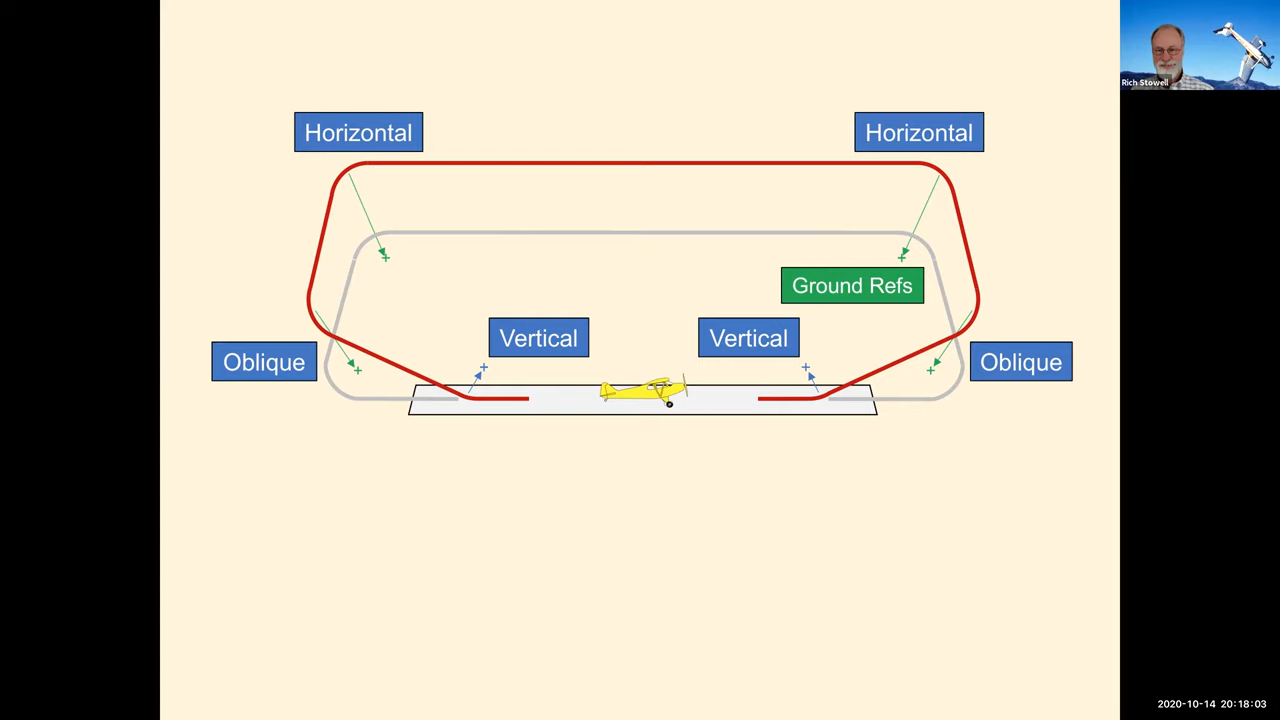 Rich Stowell
Horizontal
Horizontal
Ground Refs
Vertical
Vertical
Oblique
Oblique
2020-10-14 20:18:03